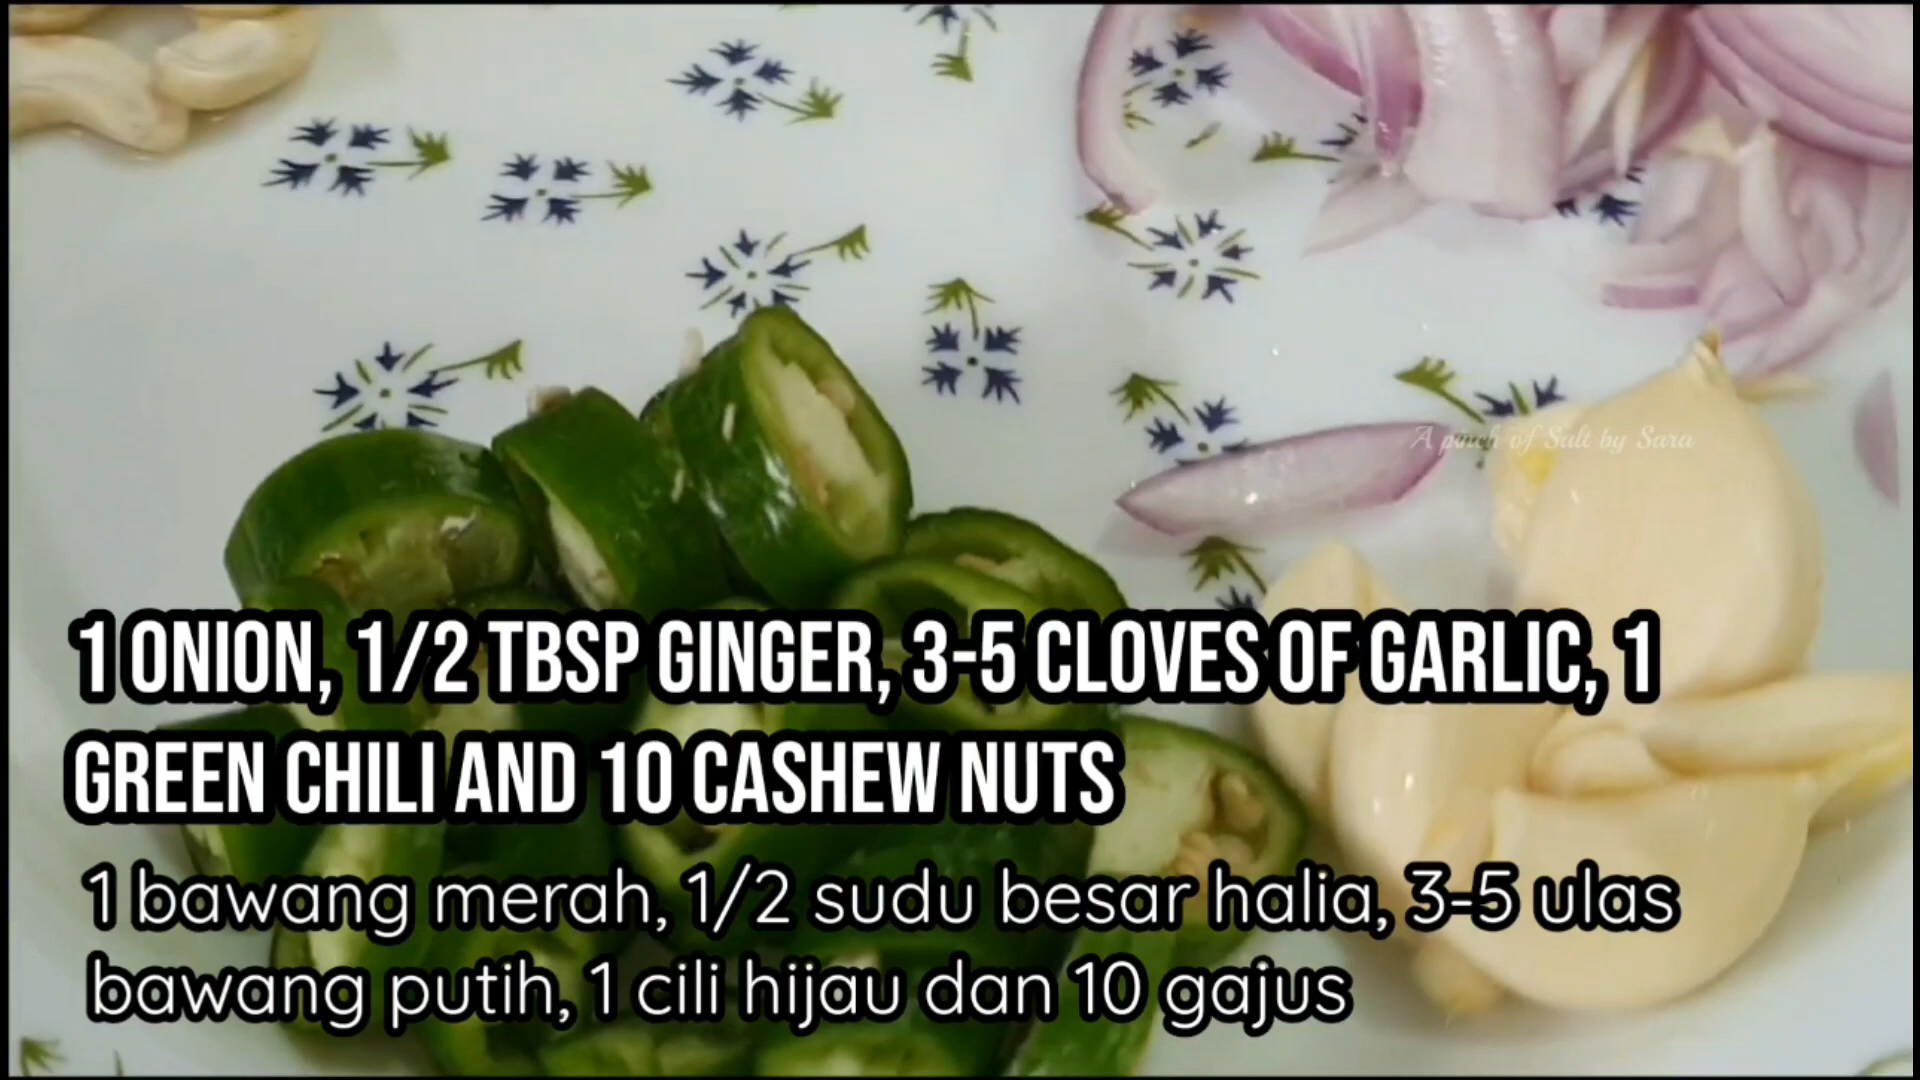 A pinch of Salt by Sara
1 ONION, 1/2 TBSP GINGER, 3-5 CLOVES OF GARLIC, 1
GREEN CHILI AND 10 CASHEW NUTS
1 bawang merah, 1/2 sudu besar halia, 3-5 ulas
bawang putih, 1 cili hijau dan 10 gajus